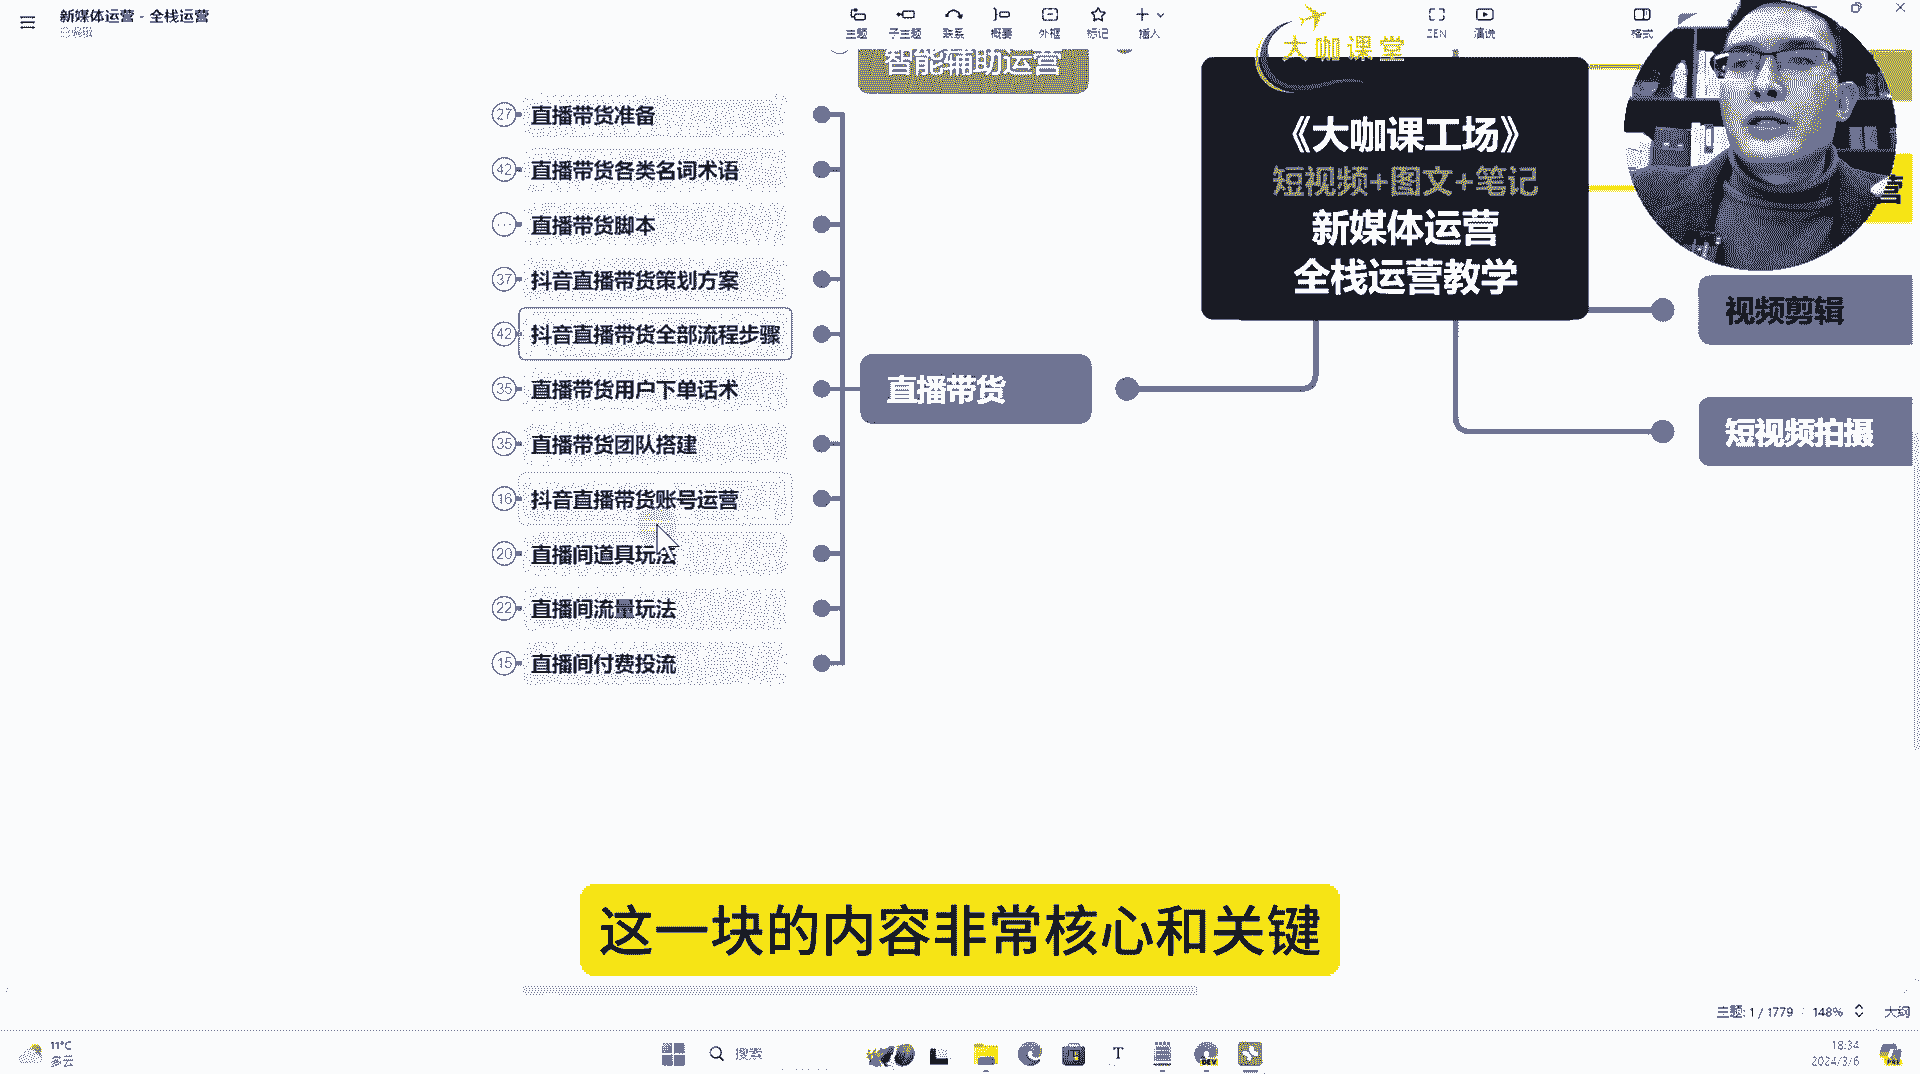 新媒体运营 - 全栈运营
已编辑
主题
子主题
联系
概要
外框
标记
插入
ZEN
演说
格式
大咖课堂
智能辅助运营
27 直播带货准备
42 直播带货各类名词术语
... 直播带货脚本
37 抖音直播带货策划方案
42 抖音直播带货全部流程步骤
35 直播带货用户下单话术
35 直播带货团队搭建
16 抖音直播带货账号运营
20 直播间道具玩法
22 直播间流量玩法
15 直播间付费投流
直播带货
《大咖课工场》
短视频+图文+笔记
新媒体运营
全栈运营教学
营
视频剪辑
短视频拍摄
这一块的内容非常核心和关键
主题: 1 / 1779
148%
大纲
11°C
多云
搜索
18:34
2024/3/6